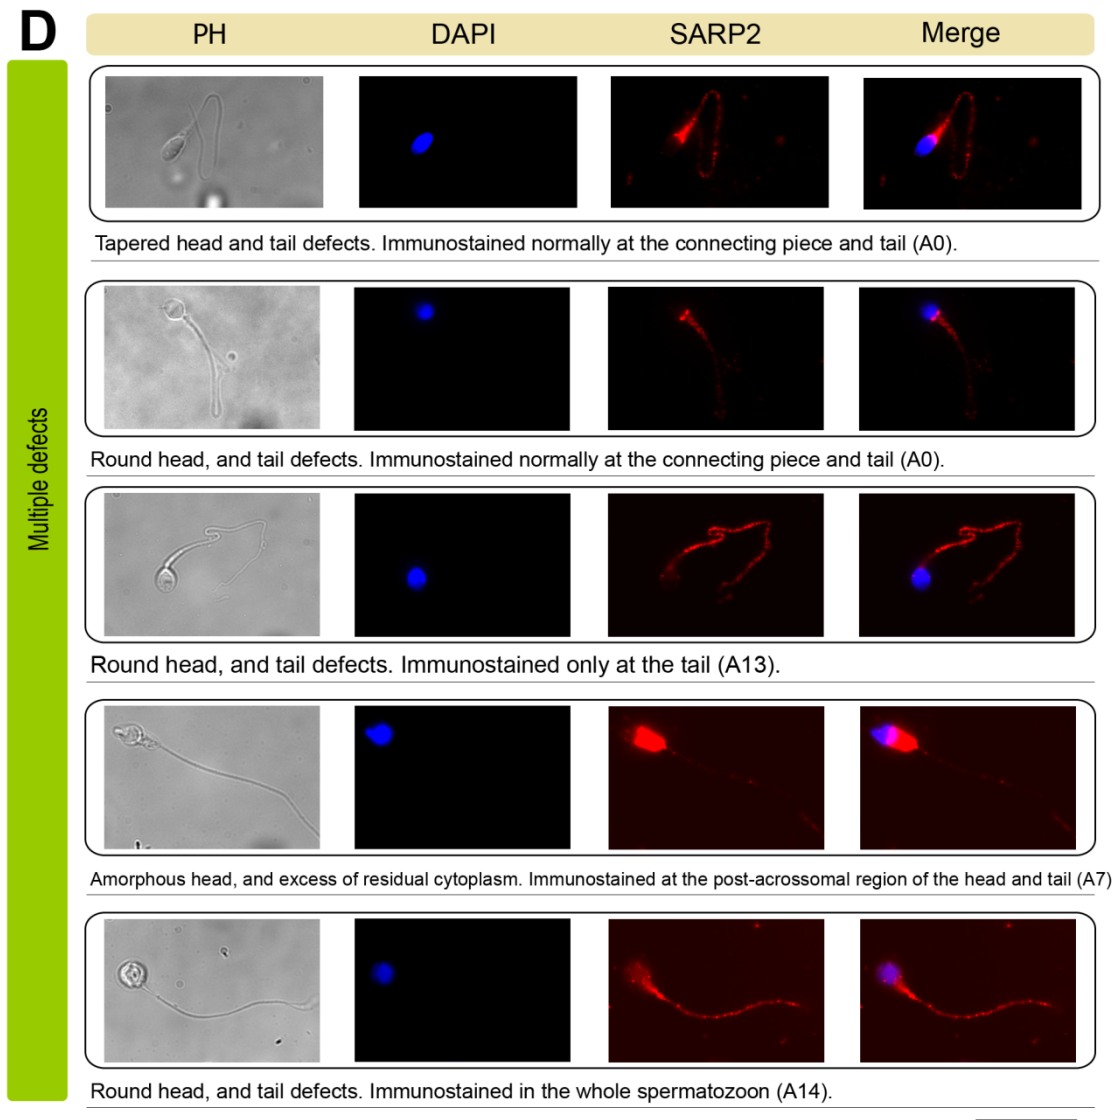 D
PH DAPI SARP2 Merge
Multiple defects
Tapered head and tail defects. Immunostained normally at the connecting piece and tail (A0).
Round head, and tail defects. Immunostained normally at the connecting piece and tail (A0).
Round head, and tail defects. Immunostained only at the tail (A13).
Amorphous head, and excess of residual cytoplasm. Immunostained at the post-acrossomal region of the head and tail (A7)
Round head, and tail defects. Immunostained in the whole spermatozoon (A14).